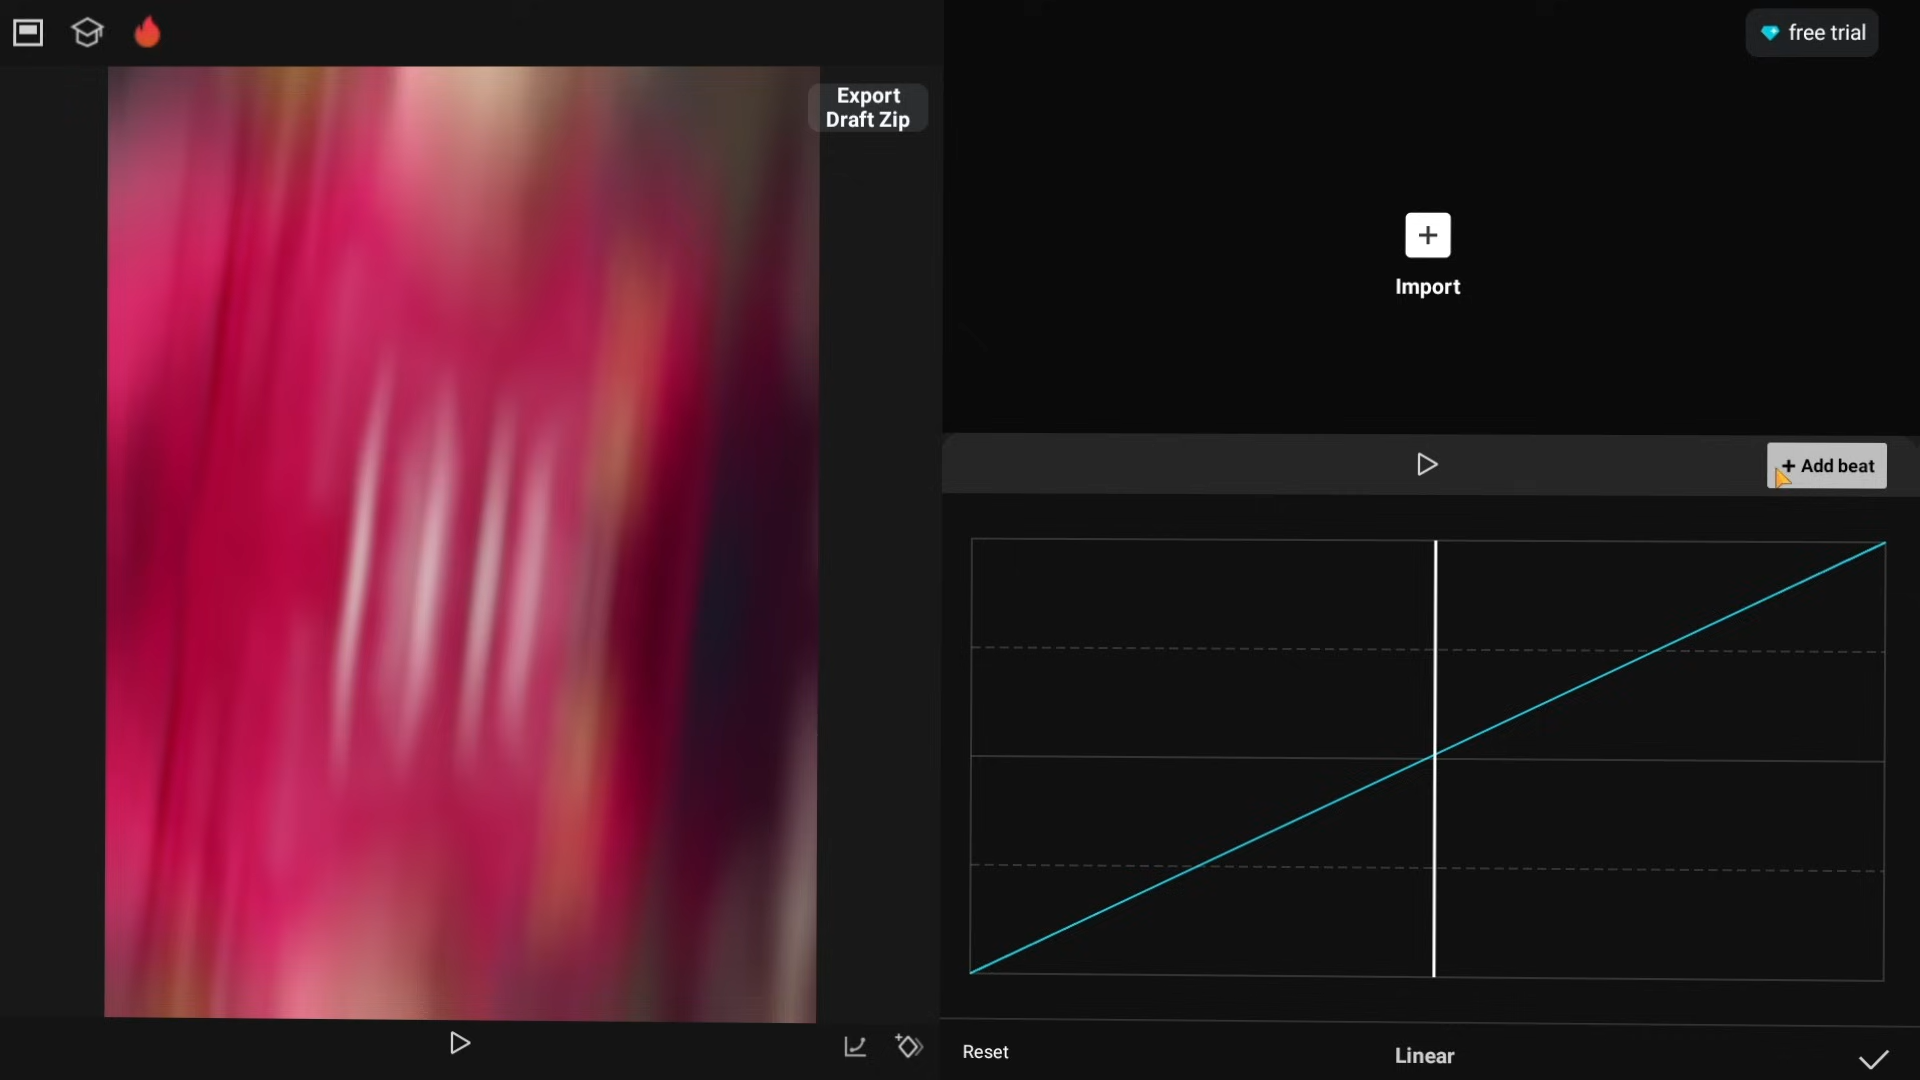 free trial
Export
Draft Zip
Import
+ Add beat
Reset
Linear